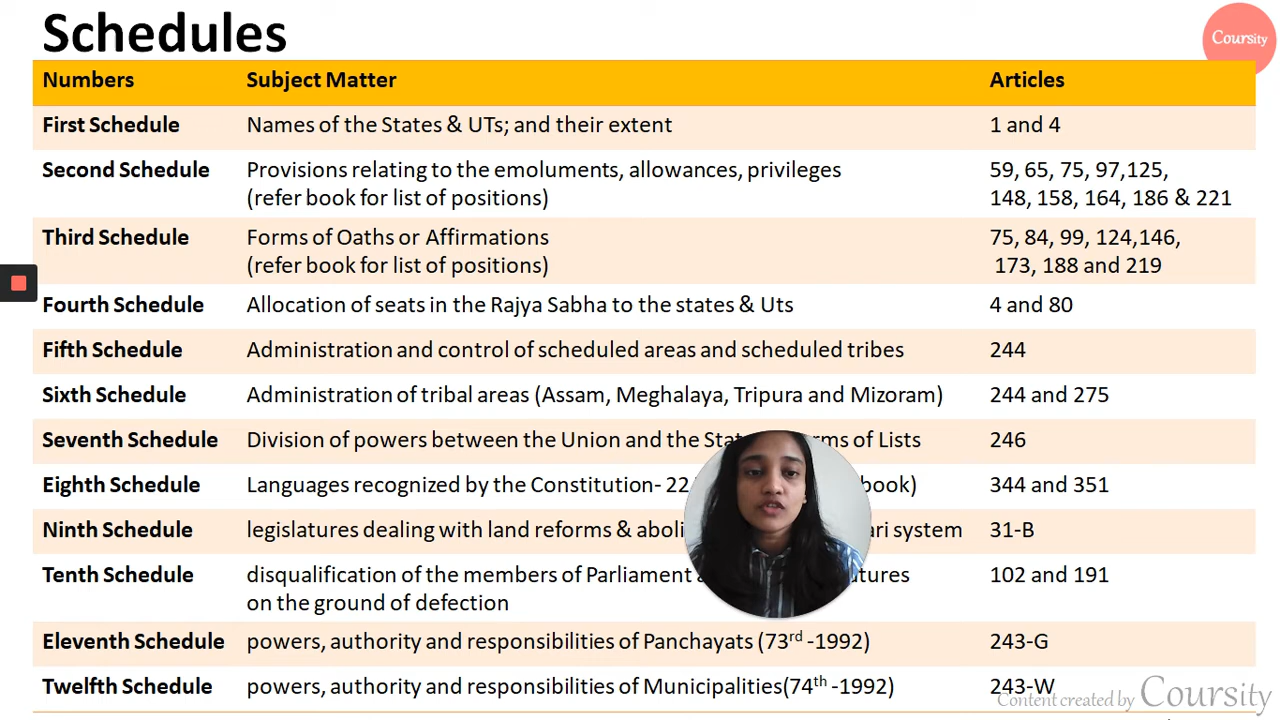 Schedules
Coursity
Numbers Subject Matter Articles
First Schedule Names of the States & UTs; and their extent 1 and 4
Second Schedule Provisions relating to the emoluments, allowances, privileges 59, 65, 75, 97,125,
(refer book for list of positions) 148, 158, 164, 186 & 221
Third Schedule Forms of Oaths or Affirmations 75, 84, 99, 124,146,
(refer book for list of positions) 173, 188 and 219
Fourth Schedule Allocation of seats in the Rajya Sabha to the states & Uts 4 and 80
Fifth Schedule Administration and control of scheduled areas and scheduled tribes 244
Sixth Schedule Administration of tribal areas (Assam, Meghalaya, Tripura and Mizoram) 244 and 275
Seventh Schedule Division of powers between the Union and the of Lists 246
Eighth Schedule Languages recognized by the Constitution- 22 book) 344 and 351
Ninth Schedule legislatures dealing with land reforms & system 31-B
Tenth Schedule disqualification of the members of Parliament 102 and 191
on the ground of defection
Eleventh Schedule powers, authority and responsibilities of Panchayats (73rd -1992) 243-G
Twelfth Schedule powers, authority and responsibilities of Municipalities(74th -1992) 243-W
Content created by Coursity